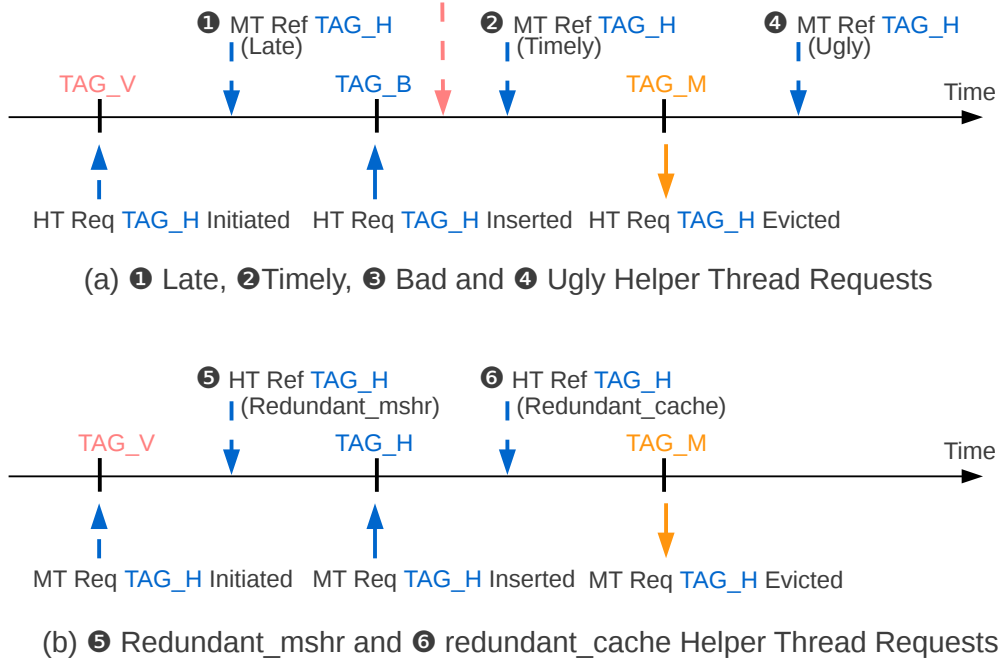 ❶ MT Ref TAG_H
(Late)
❷ MT Ref TAG_H
(Timely)
❹ MT Ref TAG_H
(Ugly)
TAG_V
TAG_B
TAG_M
Time
HT Req TAG_H Initiated
HT Req TAG_H Inserted
HT Req TAG_H Evicted
(a) ❶ Late, ❷Timely, ❸ Bad and ❹ Ugly Helper Thread Requests
❺ HT Ref TAG_H
(Redundant_mshr)
❻ HT Ref TAG_H
(Redundant_cache)
TAG_V
TAG_H
TAG_M
Time
MT Req TAG_H Initiated
MT Req TAG_H Inserted
MT Req TAG_H Evicted
(b) ❺ Redundant_mshr and ❻ redundant_cache Helper Thread Requests